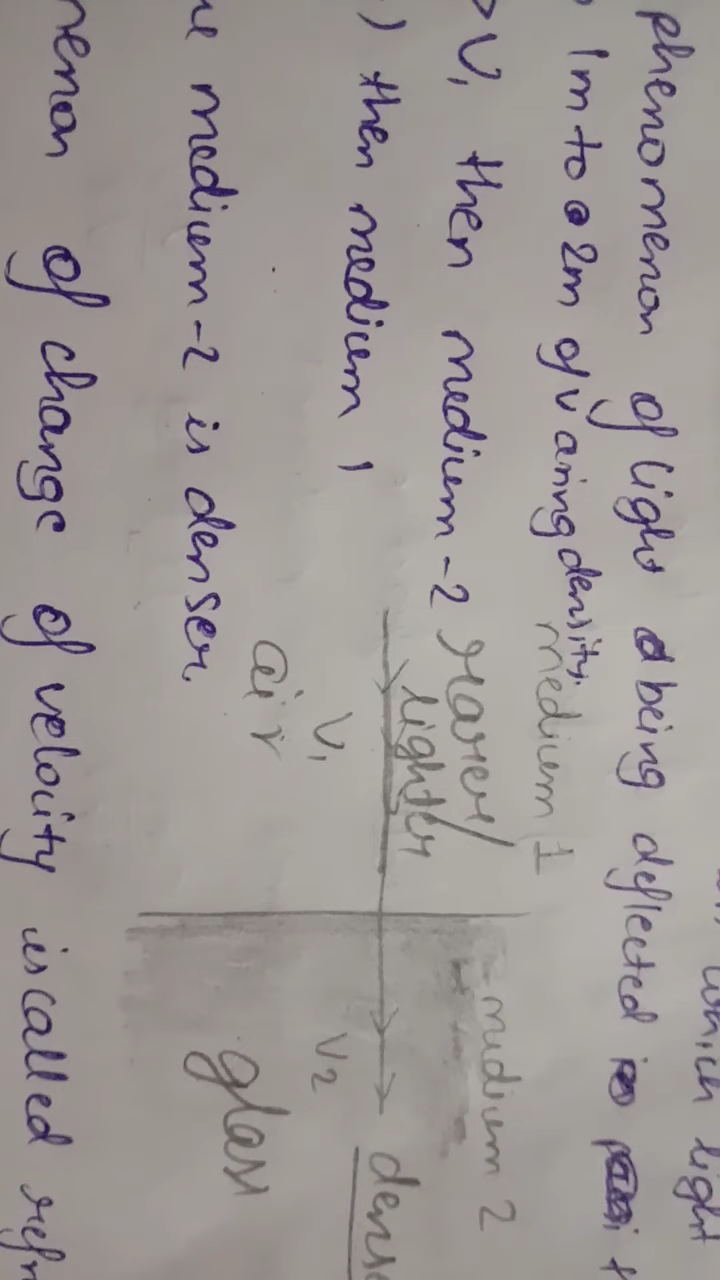 which light
phenomenon of light being deflected
1m to 2m of varing density.
medium 1 medium 2
> V₁ then medium-2 rarer/
lighter
) then medium 1
V₁ V₂
air glass
medium-2 is denser.
of change of velocity is called